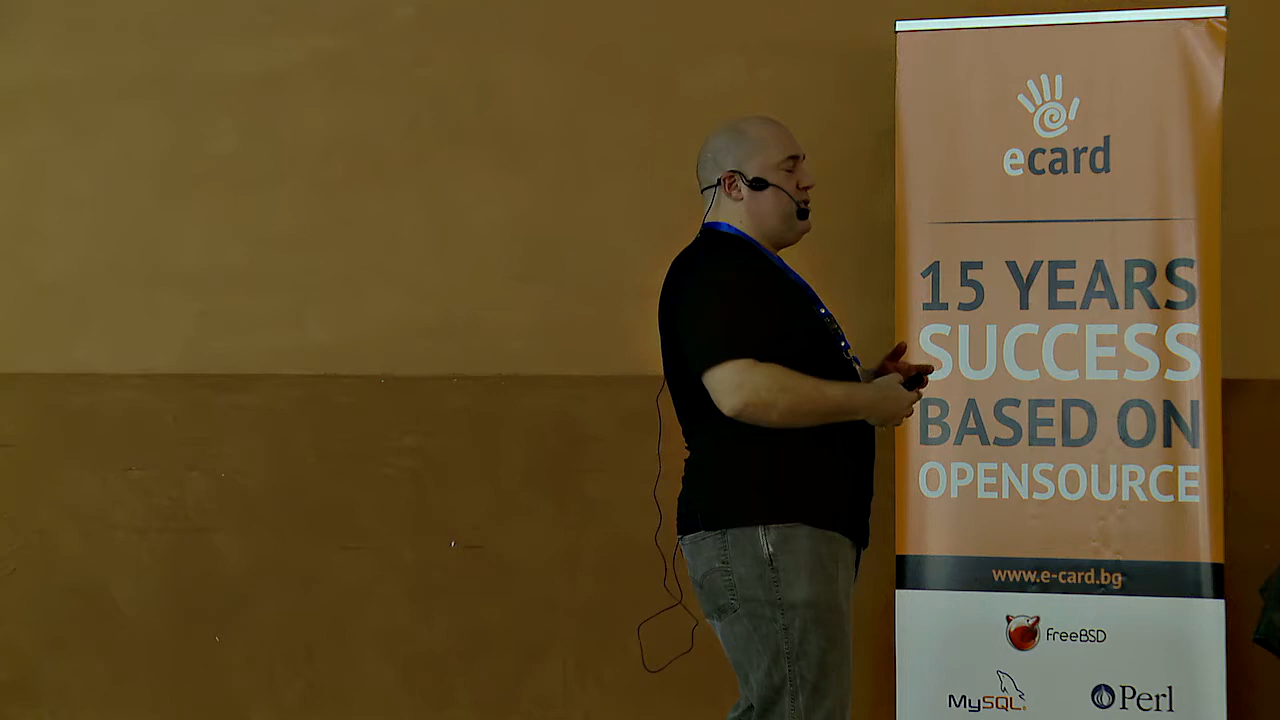 ecard
15 YEARS
SUCCESS
BASED ON
OPENSOURCE
www.e-card.bg
FreeBSD
MySQL
Perl